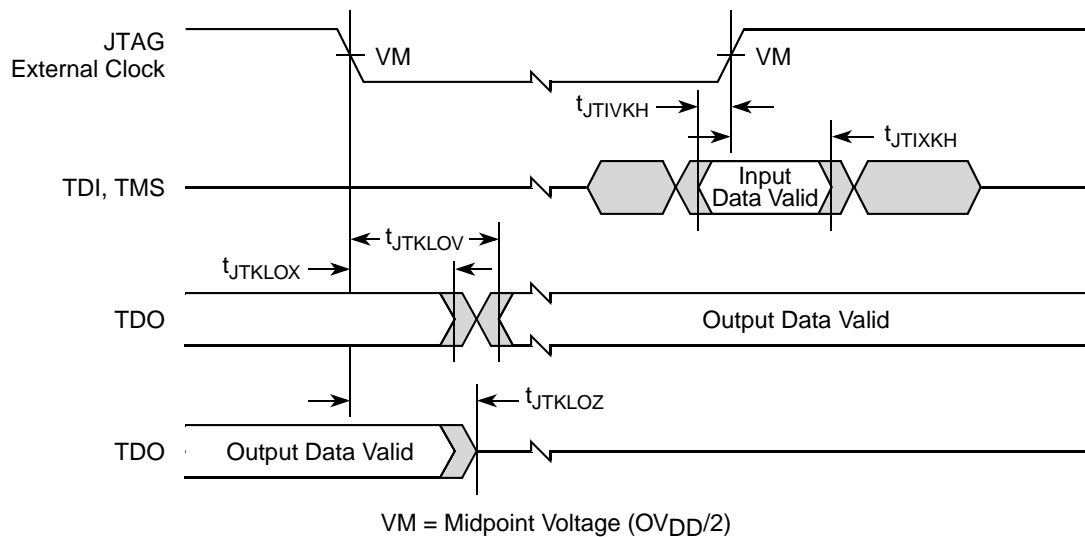 JTAG
External Clock
VM
VM
tJTIVKH
tJTIXKH
TDI, TMS
Input
Data Valid
tJTKLOV
tJTKLOX
TDO
Output Data Valid
tJTKLOZ
TDO
Output Data Valid
VM = Midpoint Voltage (OVDD/2)